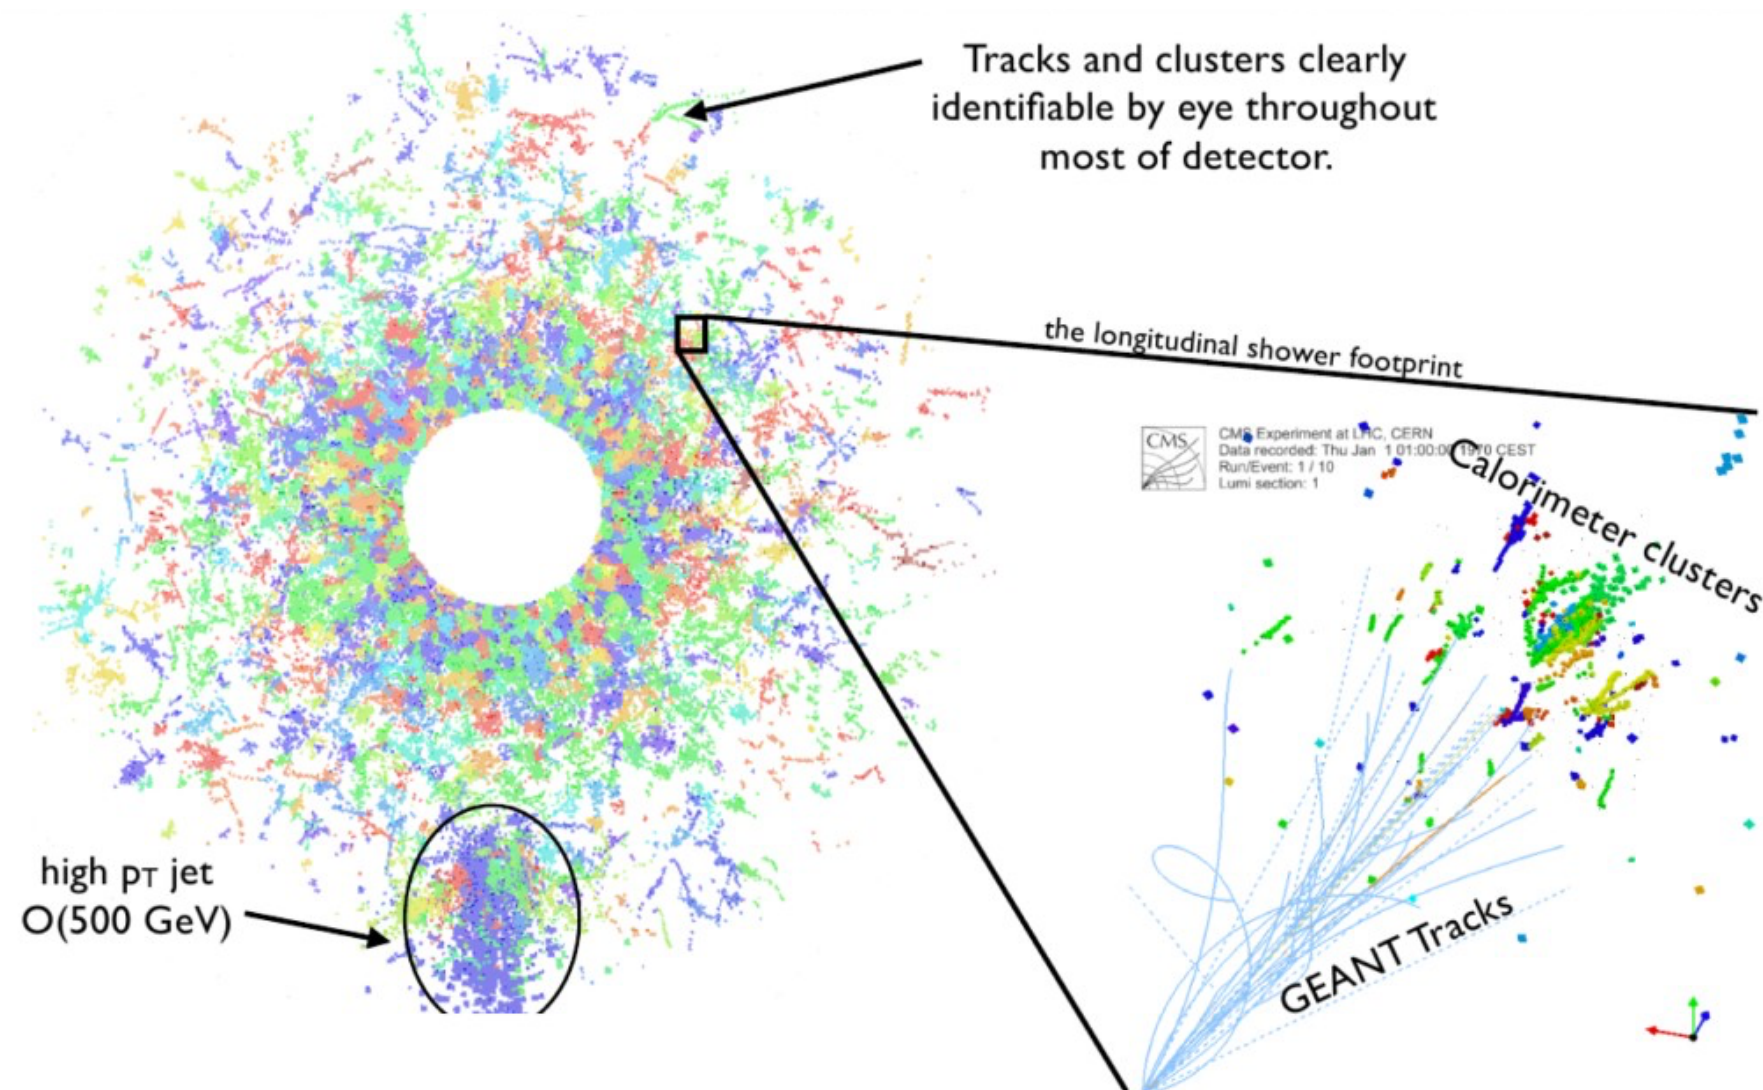 Tracks and clusters clearly
identifiable by eye throughout
most of detector.
the longitudinal shower footprint
CMS
CMS Experiment at LHC, CERN
Data recorded: Thu Jan 1 01:00:00 1970 CEST
Run/Event: 1 / 10
Lumi section: 1
Calorimeter clusters
high pT jet
O(500 GeV)
GEANT Tracks